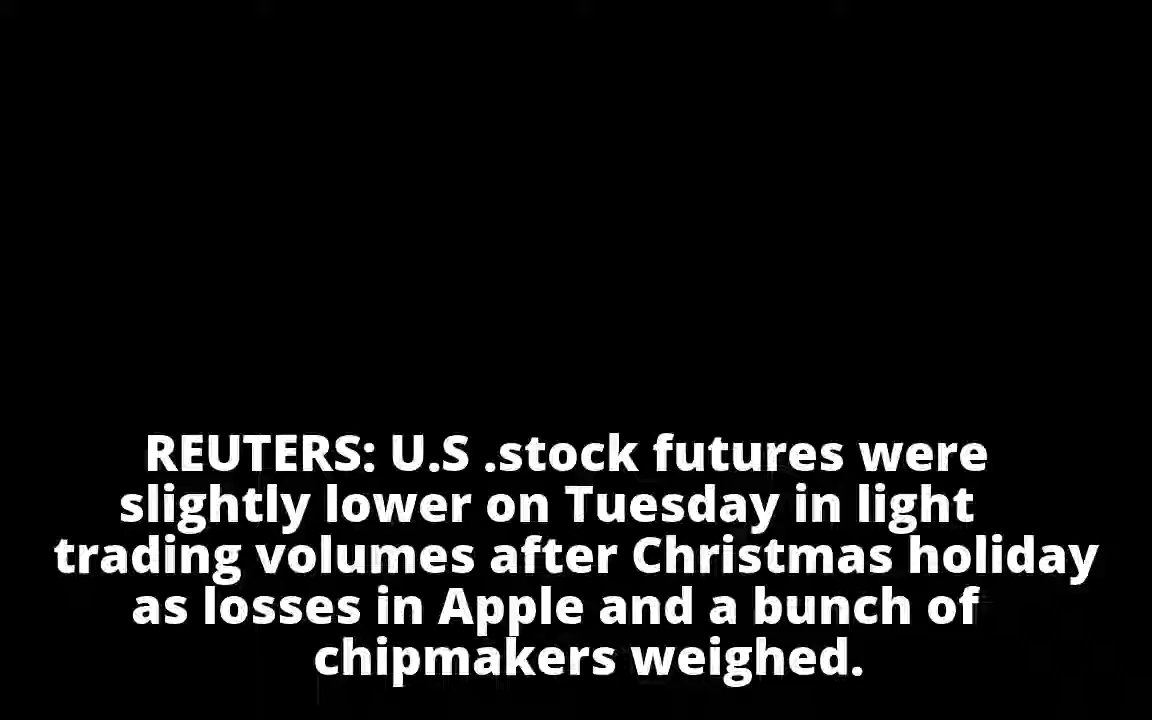 REUTERS: U.S .stock futures were
slightly lower on Tuesday in light
trading volumes after Christmas holiday
as losses in Apple and a bunch of
chipmakers weighed.